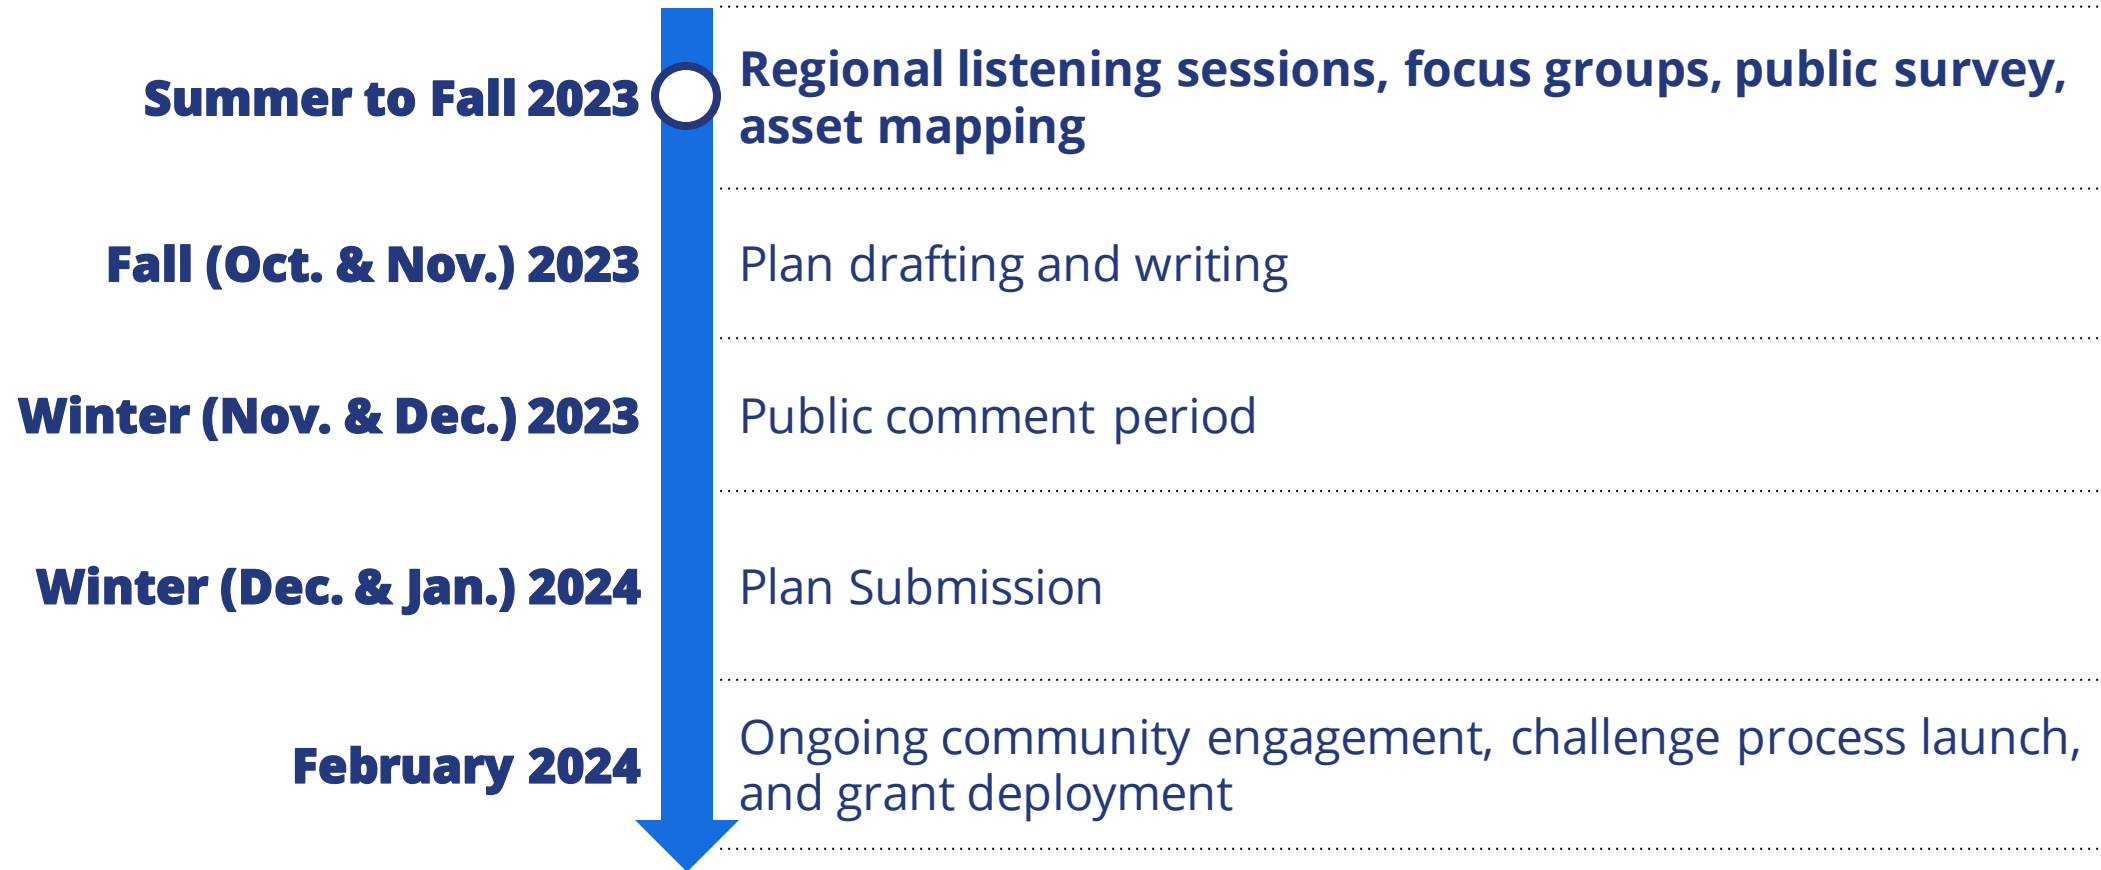 Summer to Fall 2023
Regional listening sessions, focus groups, public survey,
asset mapping
Fall (Oct. & Nov.) 2023
Plan drafting and writing
Winter (Nov. & Dec.) 2023
Public comment period
Winter (Dec. & Jan.) 2024
Plan Submission
February 2024
Ongoing community engagement, challenge process launch,
and grant deployment